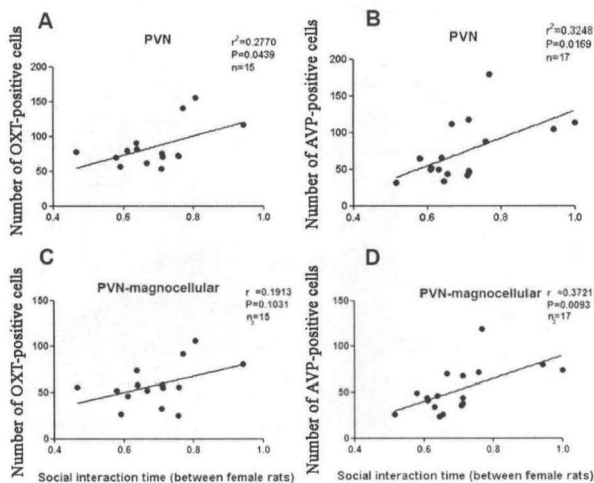 A
PVN
r²=0.2770
P=0.0439
n=15
Number of OXT-positive cells
200
150
100
50
0
0.4
0.6
0.8
1.0
B
PVN
r²=0.3248
P=0.0169
n=17
Number of AVP-positive cells
200
150
100
50
0
0.4
0.6
0.8
1.0
C
PVN-magnocellular
r =0.1913
P=0.1031
n₂=15
Number of OXT-positive cells
150
100
50
0
0.4
0.6
0.8
1.0
Social interaction time (between female rats)
D
PVN-magnocellular
r =0.3721
P=0.0093
n₂=17
Number of AVP-positive cells
150
100
50
0
0.4
0.6
0.8
1.0
Social interaction time (between female rats)